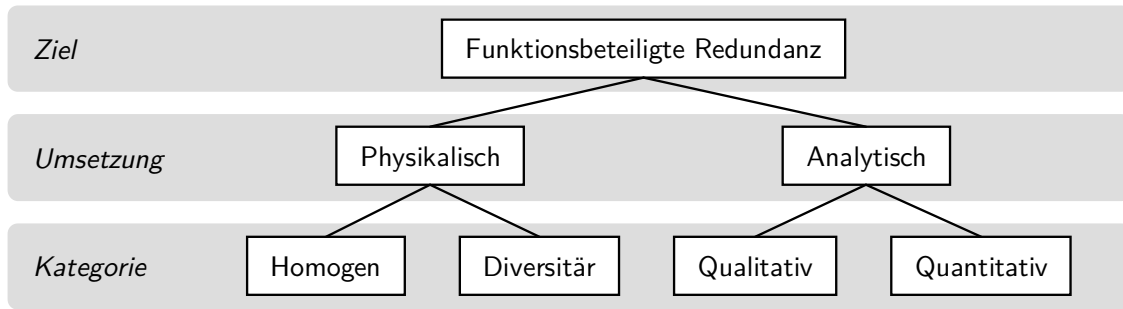 Ziel
Funktionsbeteiligte Redundanz
Umsetzung
Physikalisch
Analytisch
Kategorie
Homogen
Diversitär
Qualitativ
Quantitativ